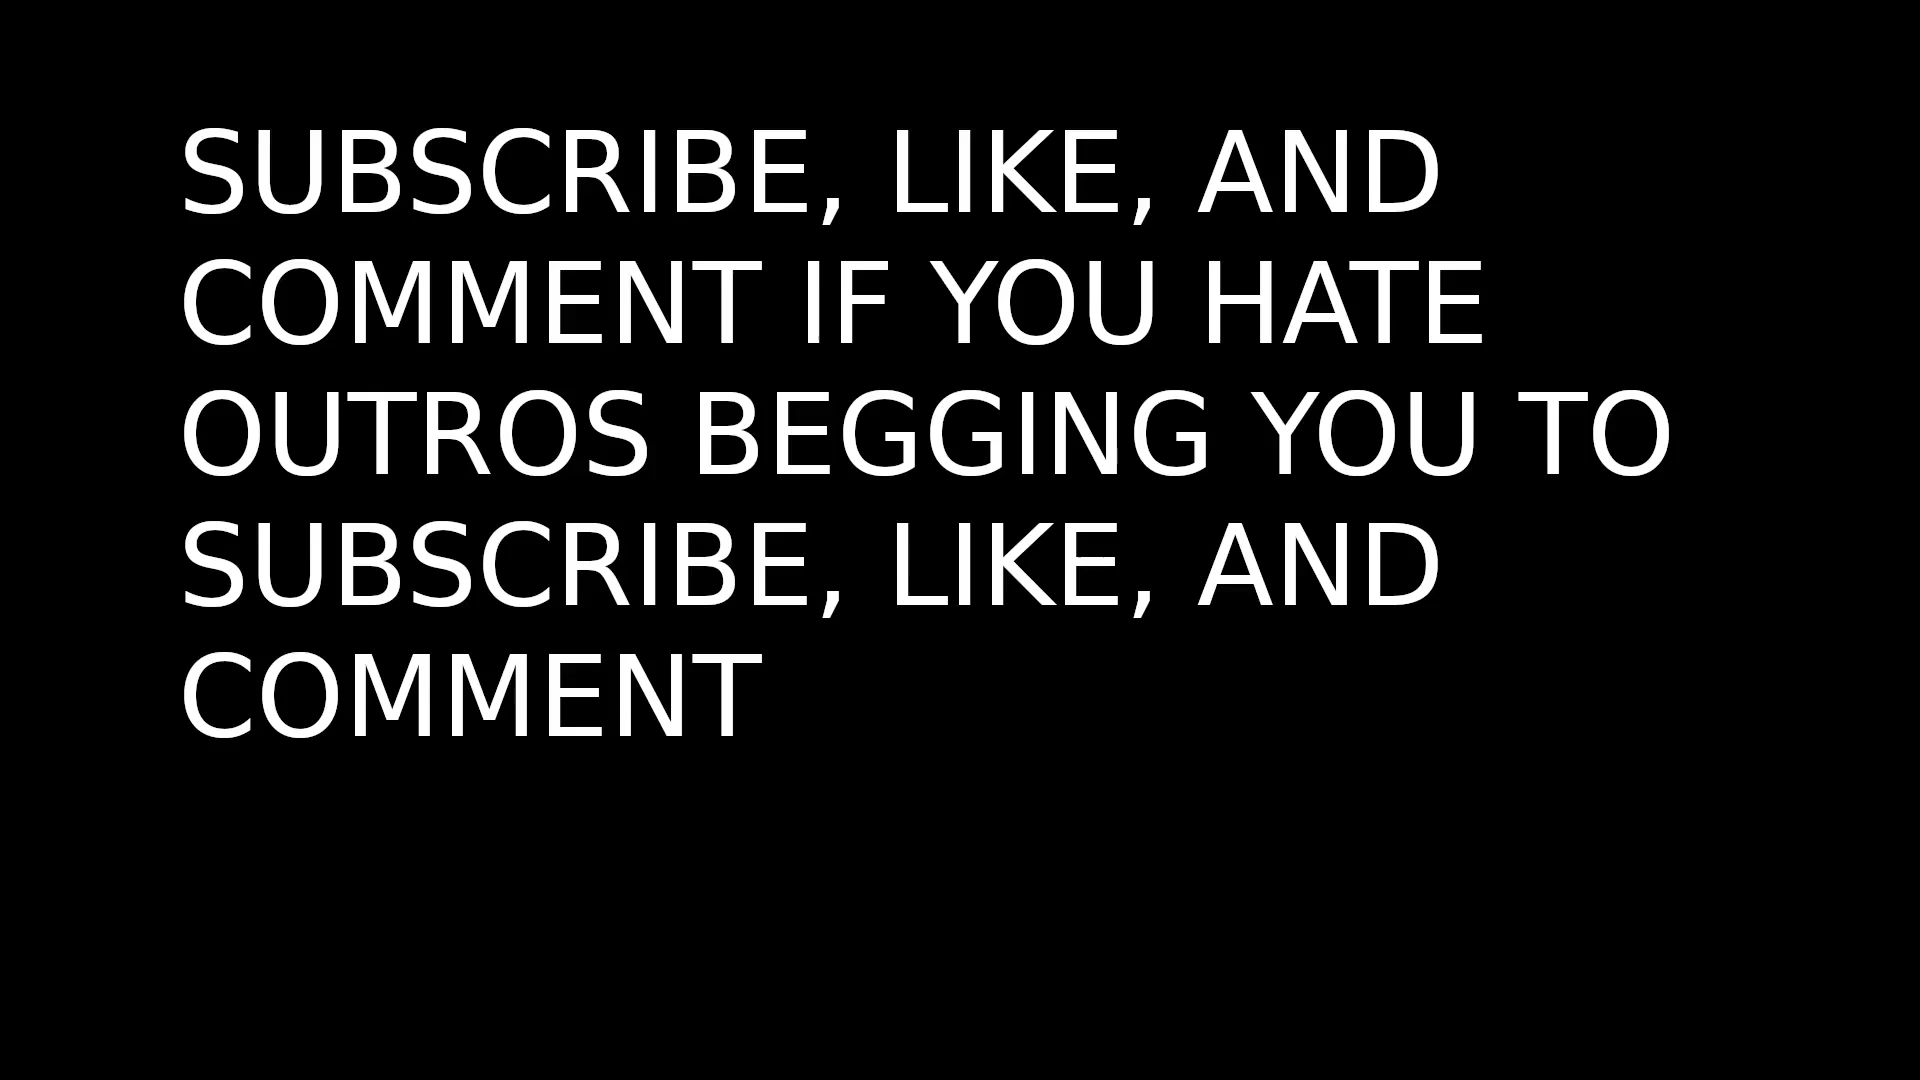 SUBSCRIBE, LIKE, AND
COMMENT IF YOU HATE
OUTROS BEGGING YOU TO
SUBSCRIBE, LIKE, AND
COMMENT